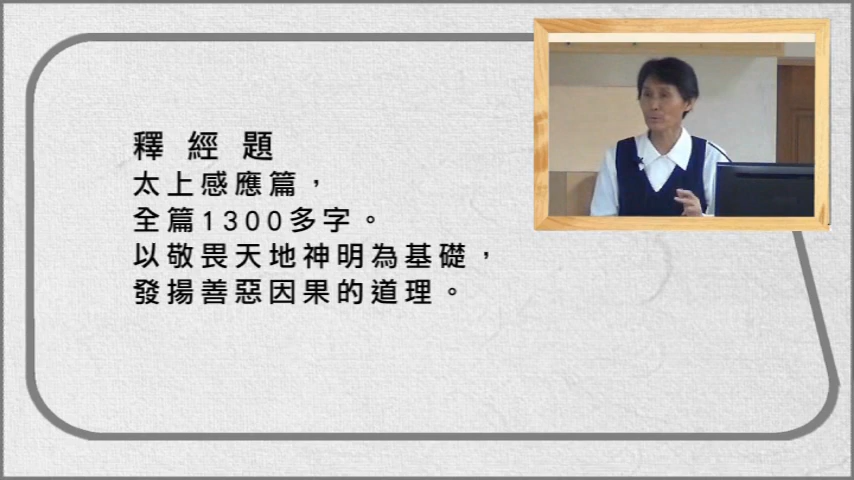 釋經題
太上感應篇，
全篇1300多字。
以敬畏天地神明為基礎，
發揚善惡因果的道理。